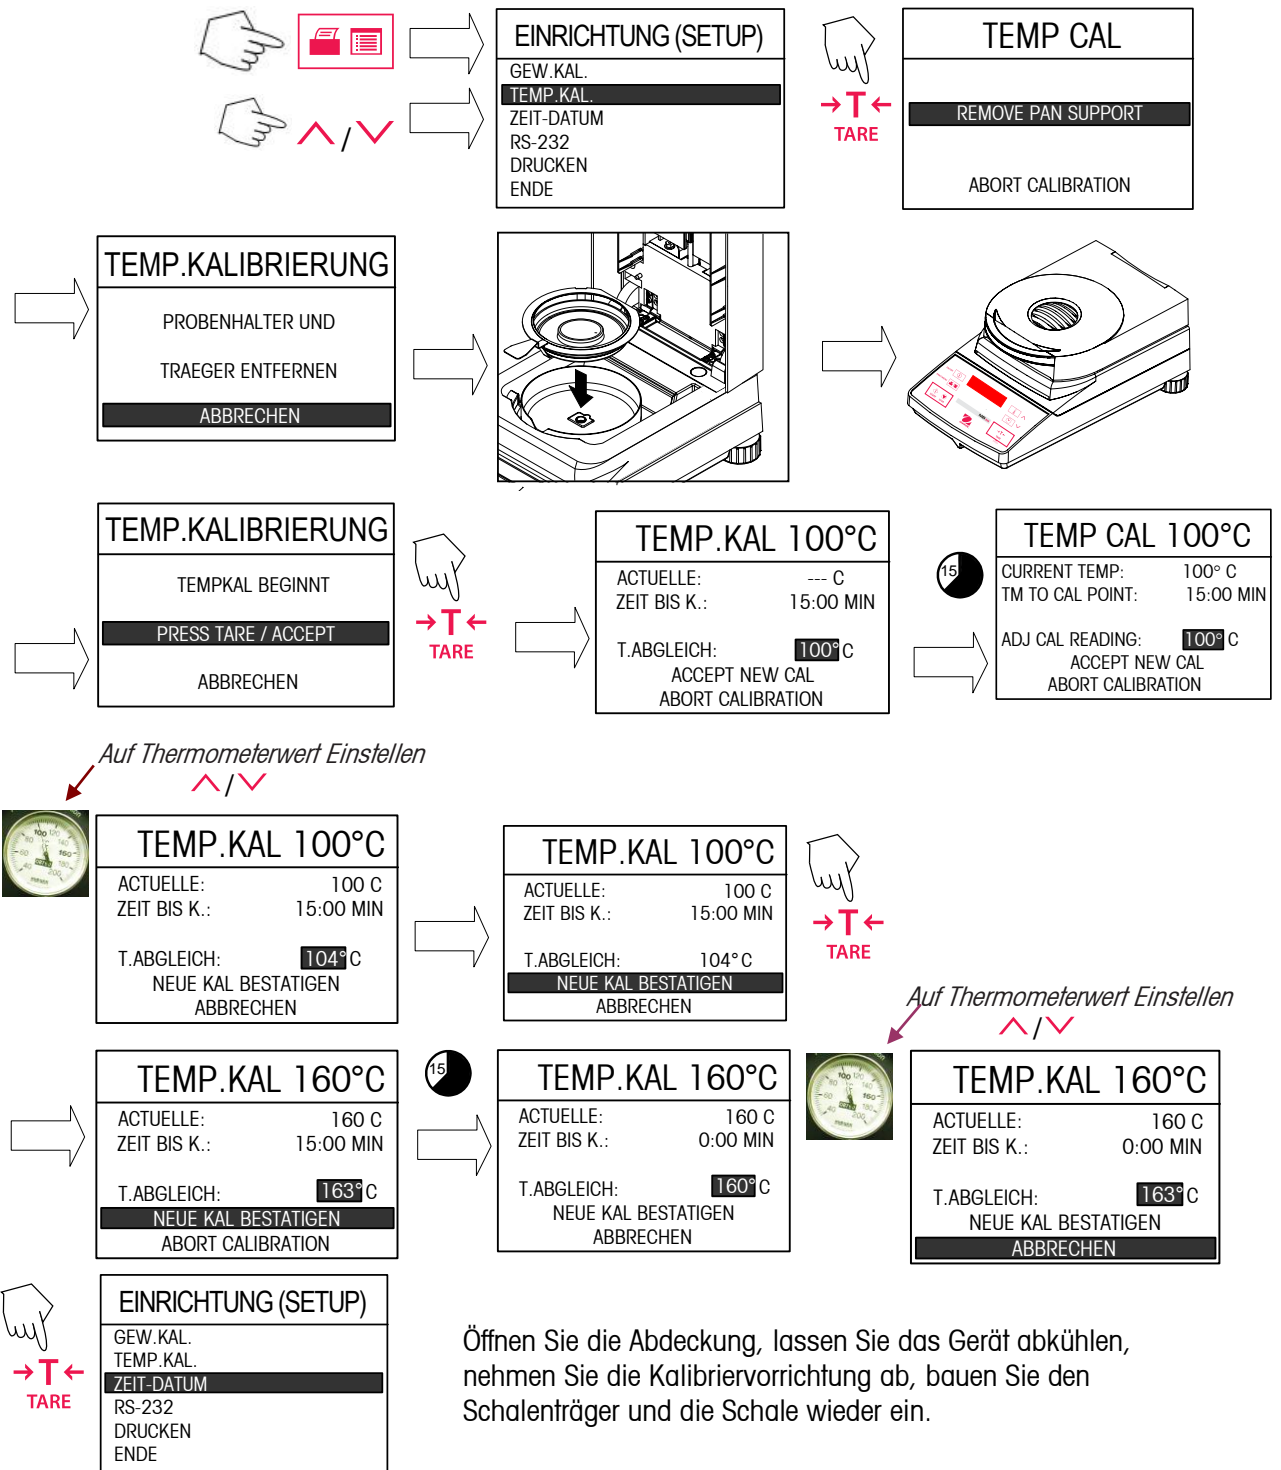 EINRICHTUNG (SETUP)
GEW.KAL.
TEMP.KAL.
ZEIT-DATUM
RS-232
DRUCKEN
ENDE
/
→T←
TARE
TEMP CAL
REMOVE PAN SUPPORT
ABORT CALIBRATION
TEMP.KALIBRIERUNG
PROBENHALTER UND
TRAEGER ENTFERNEN
ABBRECHEN
TEMP.KALIBRIERUNG
TEMPKAL BEGINNT
PRESS TARE / ACCEPT
ABBRECHEN
→T←
TARE
TEMP.KAL 100°C
ACTUELLE: --- C
ZEIT BIS K.: 15:00 MIN
T.ABGLEICH: 100° C
ACCEPT NEW CAL
ABORT CALIBRATION
15
TEMP CAL 100°C
CURRENT TEMP: 100° C
TM TO CAL POINT: 15:00 MIN
ADJ CAL READING: 100° C
ACCEPT NEW CAL
ABORT CALIBRATION
Auf Thermometerwert Einstellen
/
TEMP.KAL 100°C
ACTUELLE: 100 C
ZEIT BIS K.: 15:00 MIN
T.ABGLEICH: 104° C
NEUE KAL BESTATIGEN
ABBRECHEN
TEMP.KAL 100°C
ACTUELLE: 100 C
ZEIT BIS K.: 15:00 MIN
T.ABGLEICH: 104° C
NEUE KAL BESTATIGEN
ABBRECHEN
→T←
TARE
TEMP.KAL 160°C
ACTUELLE: 160 C
ZEIT BIS K.: 15:00 MIN
T.ABGLEICH: 163° C
NEUE KAL BESTATIGEN
ABORT CALIBRATION
15
TEMP.KAL 160°C
ACTUELLE: 160 C
ZEIT BIS K.: 0:00 MIN
T.ABGLEICH: 160° C
NEUE KAL BESTATIGEN
ABBRECHEN
Auf Thermometerwert Einstellen
/
TEMP.KAL 160°C
ACTUELLE: 160 C
ZEIT BIS K.: 0:00 MIN
T.ABGLEICH: 163° C
NEUE KAL BESTATIGEN
ABBRECHEN
→T←
TARE
EINRICHTUNG (SETUP)
GEW.KAL.
TEMP.KAL.
ZEIT-DATUM
RS-232
DRUCKEN
ENDE
Öffnen Sie die Abdeckung, lassen Sie das Gerät abkühlen,
nehmen Sie die Kalibriervorrichtung ab, bauen Sie den
Schalenträger und die Schale wieder ein.